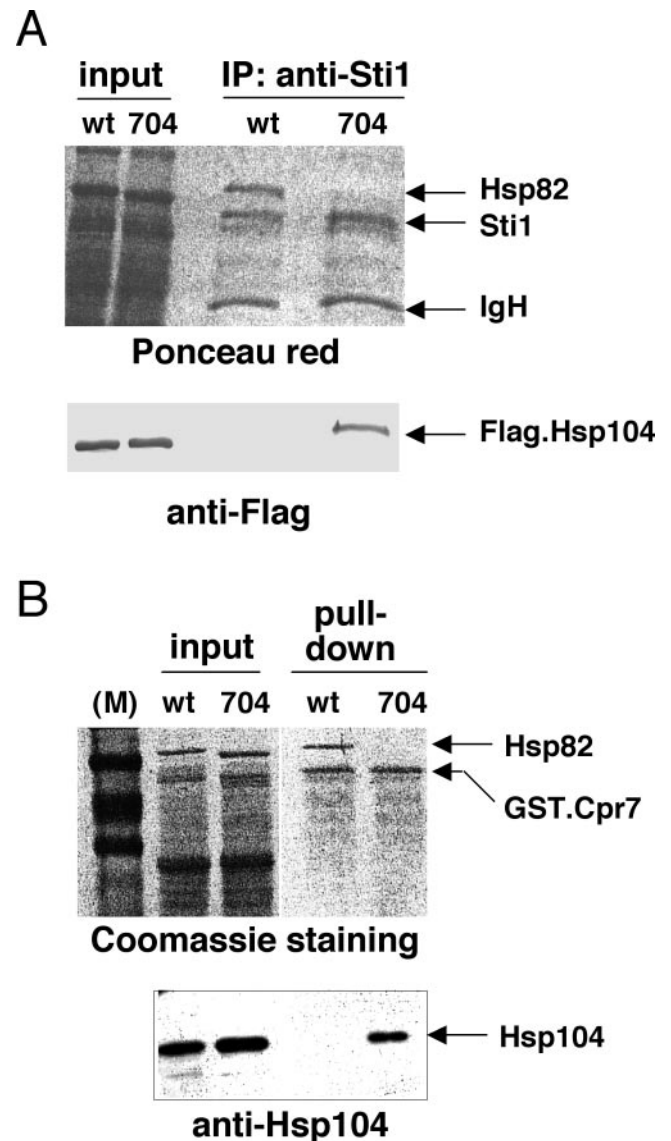 A
input IP: anti-Sti1
wt 704 wt 704
Hsp82
Sti1
IgH
Ponceau red
Flag.Hsp104
anti-Flag
B
pull-
down
input
(M) wt 704 wt 704
Hsp82
GST.Cpr7
Coomassie staining
Hsp104
anti-Hsp104